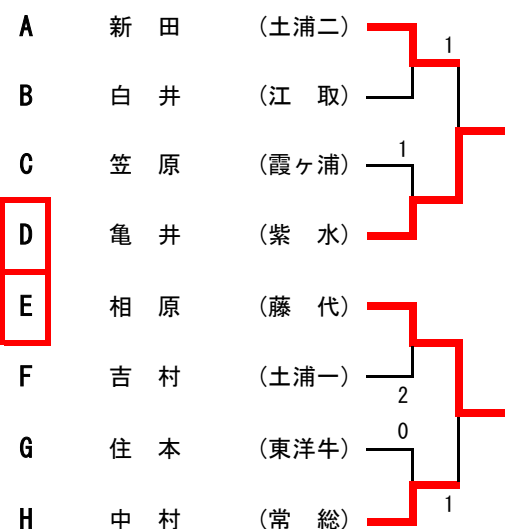 A 新 田 (土浦二)
1
B 白 井 (江 取)
C 笠 原 (霞ヶ浦) 1
D 亀 井 (紫 水)
E 相 原 (藤 代)
F 吉 村 (土浦一)
2
G 住 本 (東洋牛) 0
H 中 村 (常 総) 1